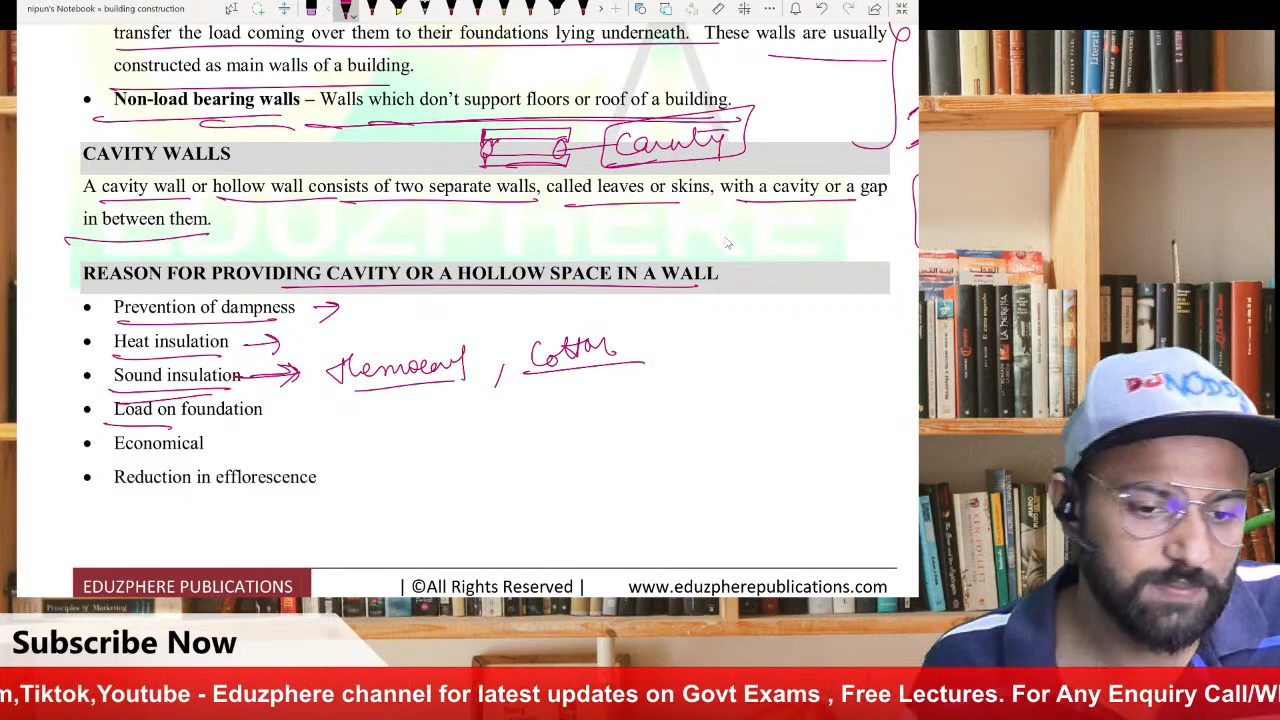 nipun's Notebook » building construction
transfer the load coming over them to their foundations lying underneath. These walls are usually
constructed as main walls of a building.
• Non-load bearing walls – Walls which don't support floors or roof of a building.
Cavity
CAVITY WALLS
A cavity wall or hollow wall consists of two separate walls, called leaves or skins, with a cavity or a gap
in between them.
EDUZPHERE
REASON FOR PROVIDING CAVITY OR A HOLLOW SPACE IN A WALL
• Prevention of dampness
• Heat insulation
• Sound insulation
, Cotton
• Load on foundation
• Economical
• Reduction in efflorescence
EDUZPHERE PUBLICATIONS | ©All Rights Reserved | www.eduzpherepublications.com
Principles of Marketing
Subscribe Now
m,Tiktok,Youtube - Eduzphere channel for latest updates on Govt Exams , Free Lectures. For Any Enquiry Call/Wh